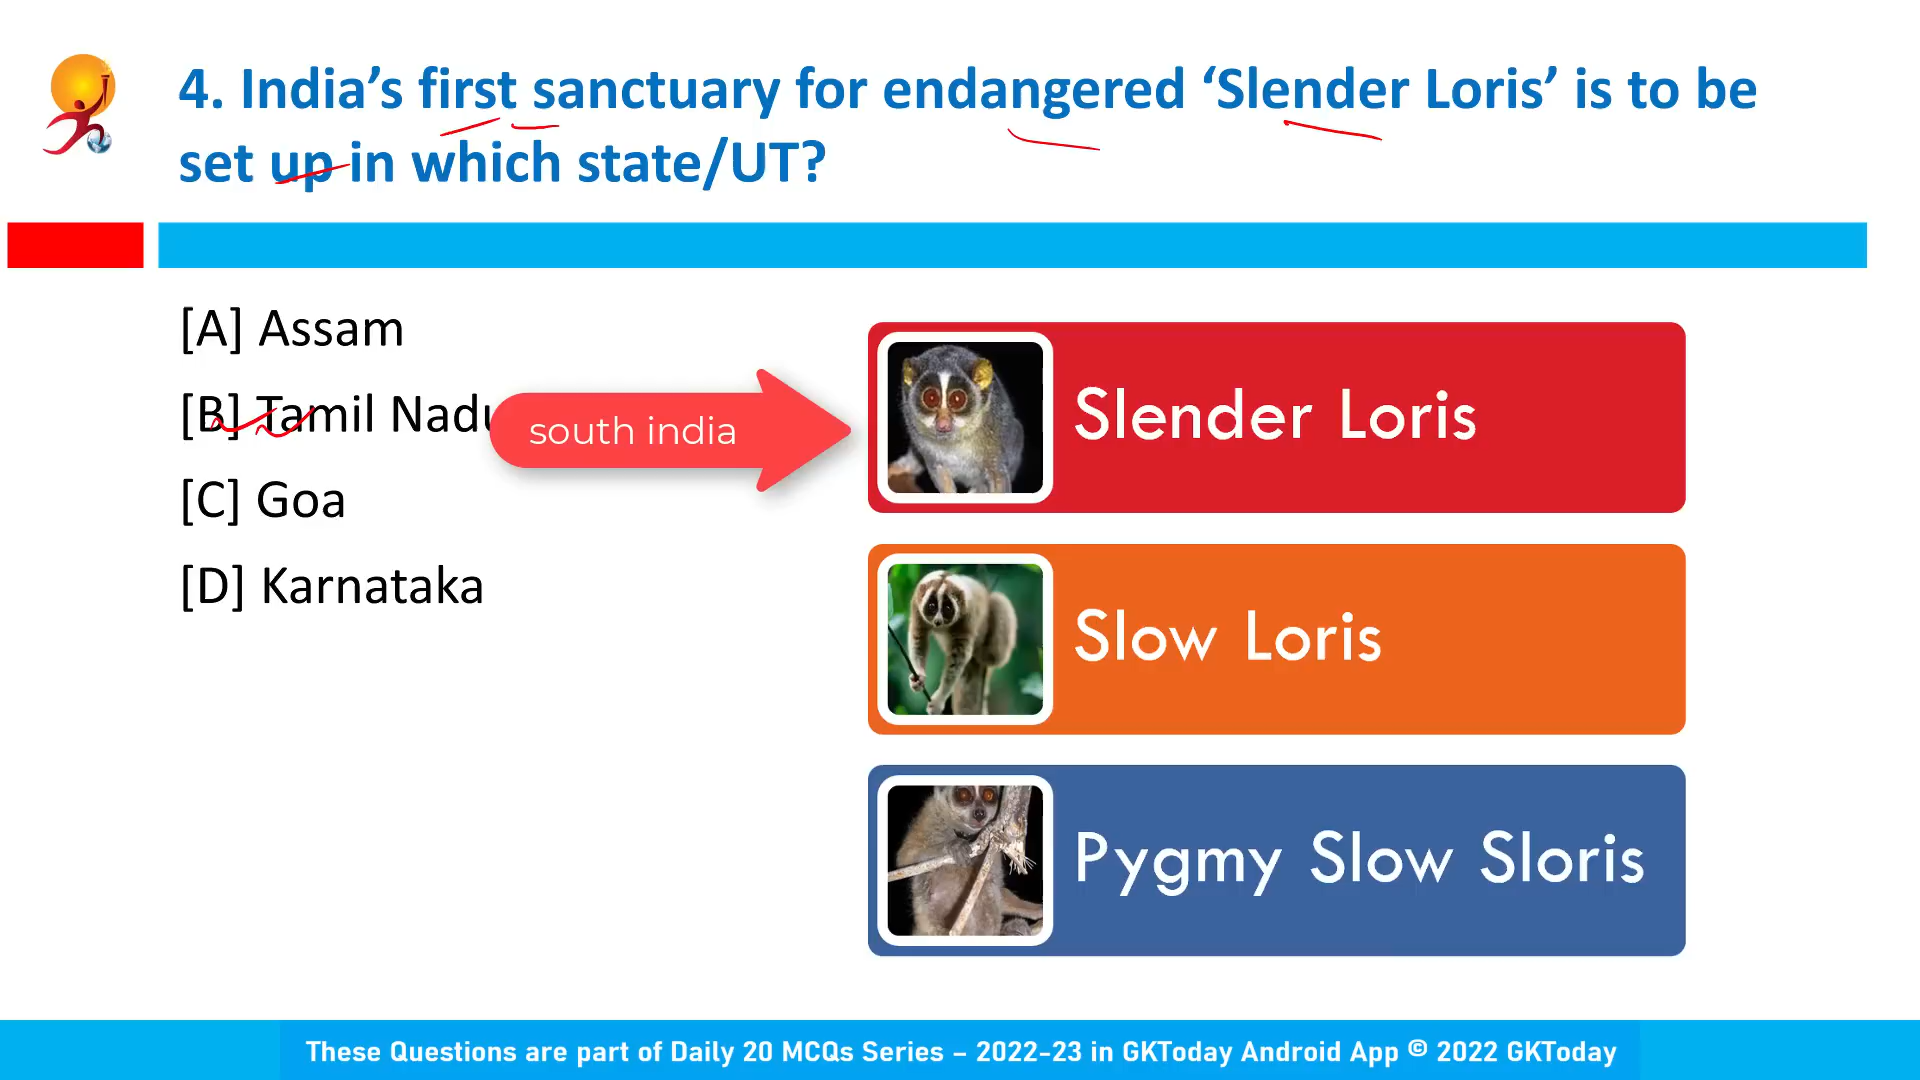 4. India’s first sanctuary for endangered ‘Slender Loris’ is to be
set up in which state/UT?
[A] Assam
[B] Tamil Nadu
[C] Goa
[D] Karnataka
south india
Slender Loris
Slow Loris
Pygmy Slow Sloris
These Questions are part of Daily 20 MCQs Series – 2022-23 in GKToday Android App © 2022 GKToday